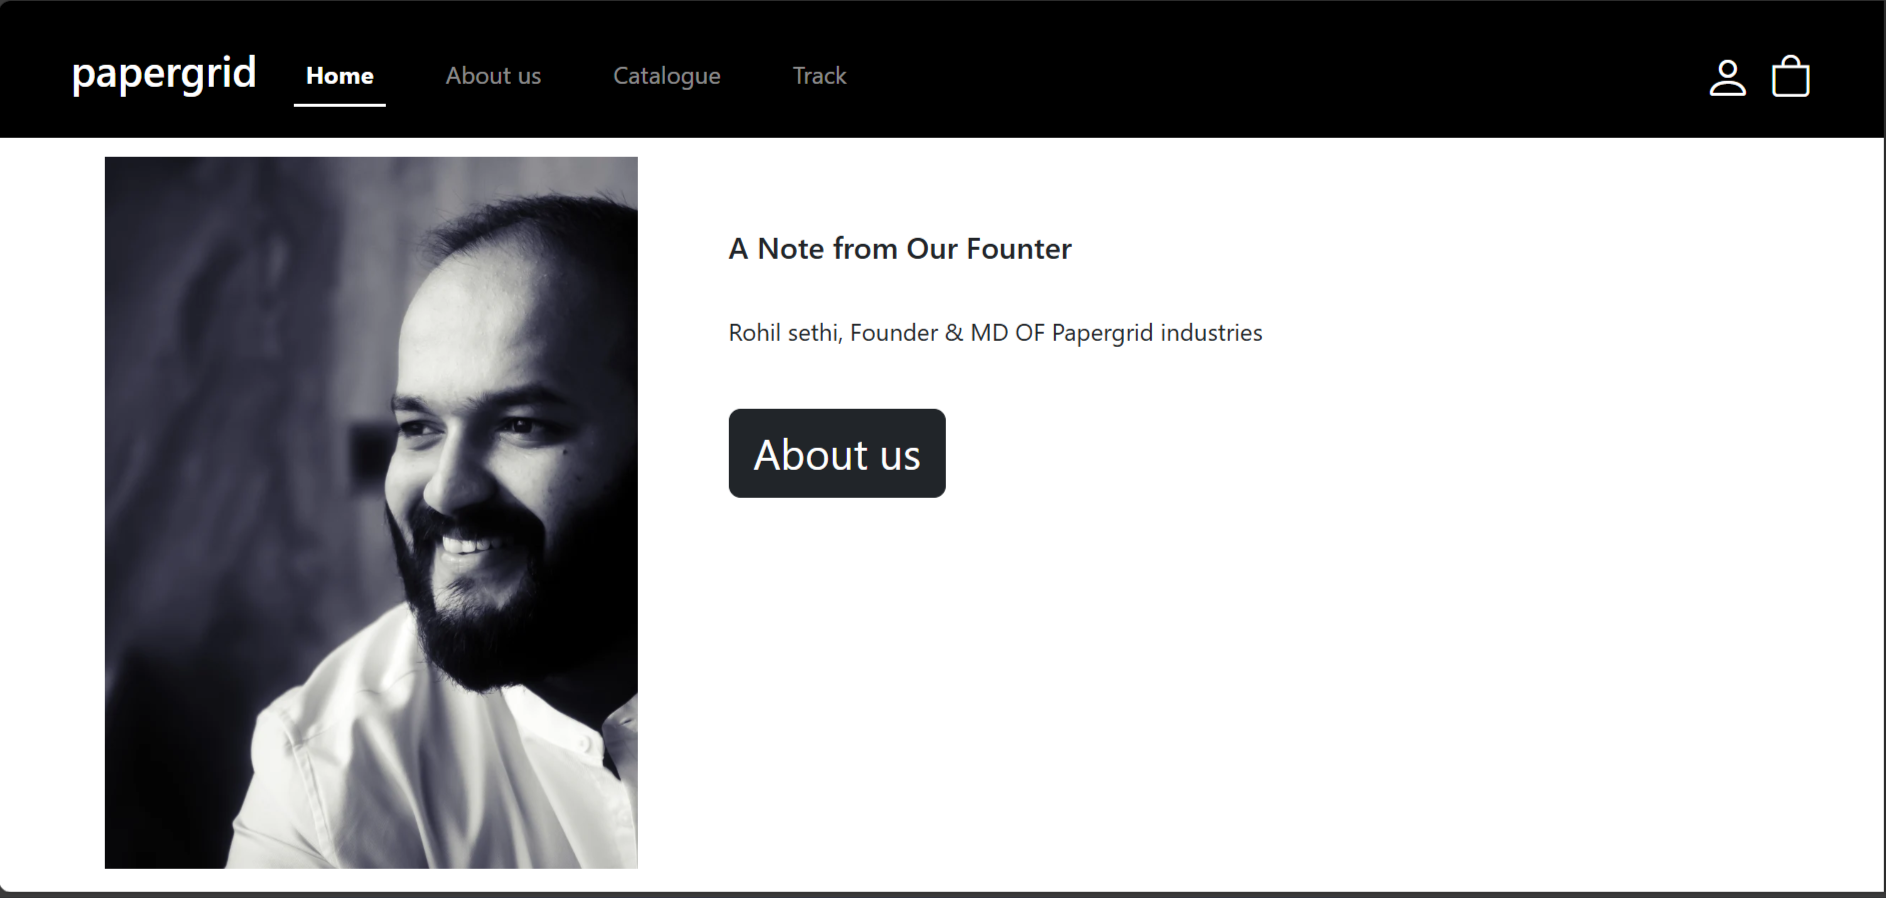 papergrid Home About us Catalogue Track
A Note from Our Founter
Rohil sethi, Founder & MD OF Papergrid industries
About us